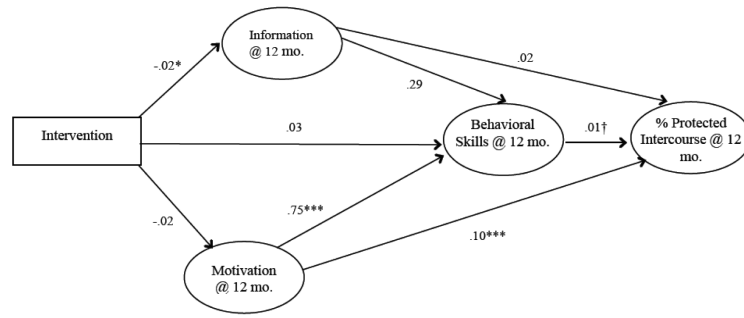 Information
@ 12 mo.
-.02*
.02
.29
Intervention
.03
Behavioral
Skills @ 12 mo.
.01†
% Protected
Intercourse @ 12
mo.
-.02
.75***
.10***
Motivation
@ 12 mo.